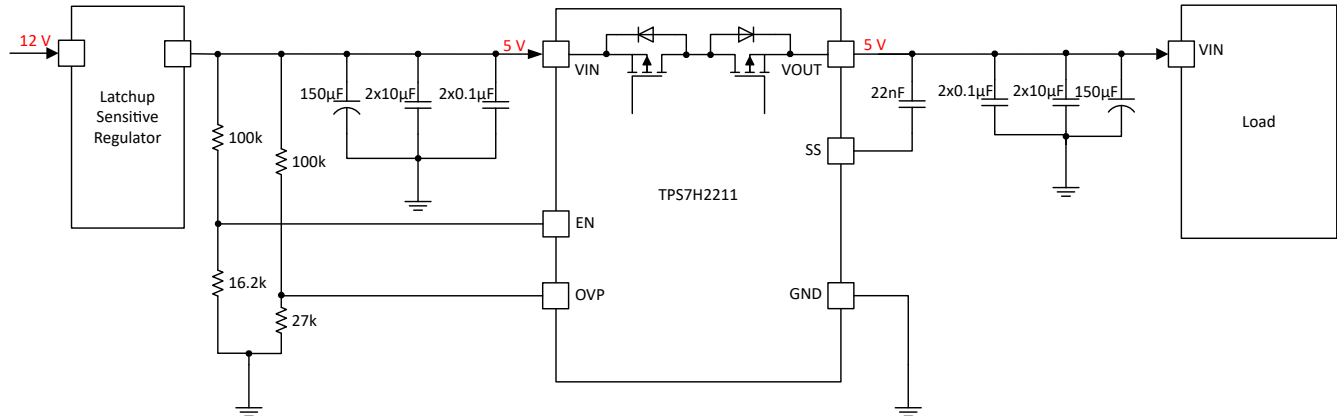 12 V
Latchup
Sensitive
Regulator
100k
100k
16.2k
27k
150µF
2x10µF
2x0.1µF
5 V
VIN
VOUT
SS
TPS7H2211
EN
OVP
GND
5 V
22nF
2x0.1µF
2x10µF
150µF
VIN
Load